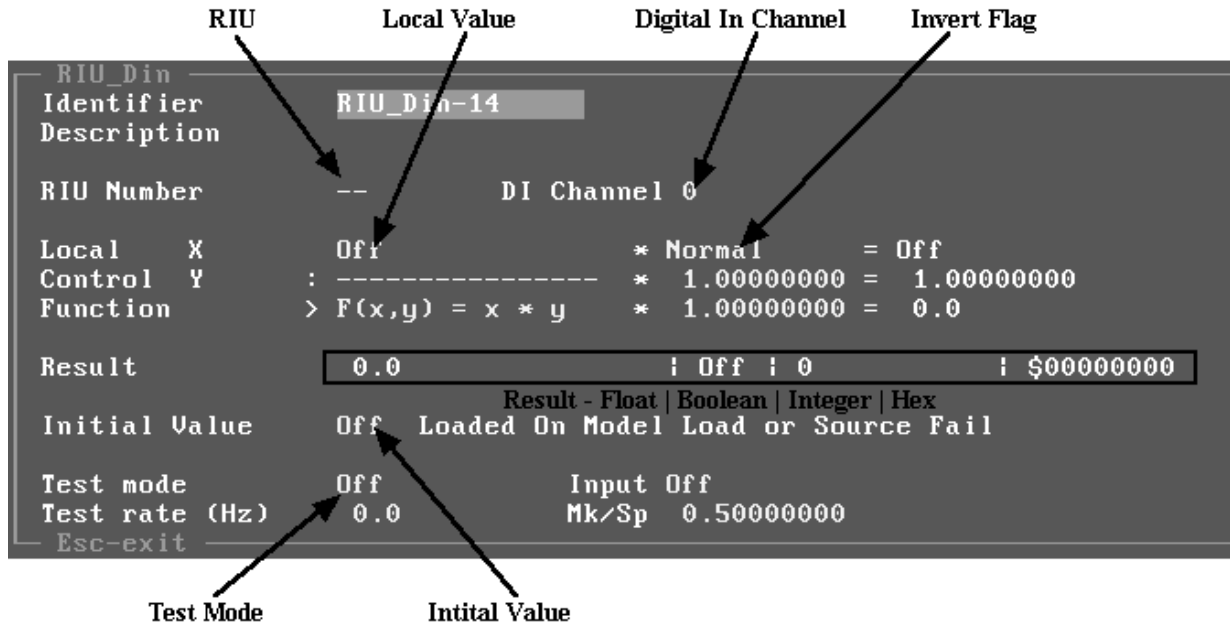 RIU Local Value Digital In Channel Invert Flag
RIU_Din
Identifier RIU_Din-14
Description
RIU Number -- DI Channel 0
Local X Off * Normal = Off
Control Y : ----------------- * 1.00000000 = 1.00000000
Function > F(x,y) = x * y * 1.00000000 = 0.0
Result 0.0 ¦ Off ¦ 0 ¦ $00000000
Result - Float | Boolean | Integer | Hex
Initial Value Off Loaded On Model Load or Source Fail
Test mode Off Input Off
Test rate (Hz) 0.0 Mk/Sp 0.50000000
Esc-exit
Test Mode Intital Value